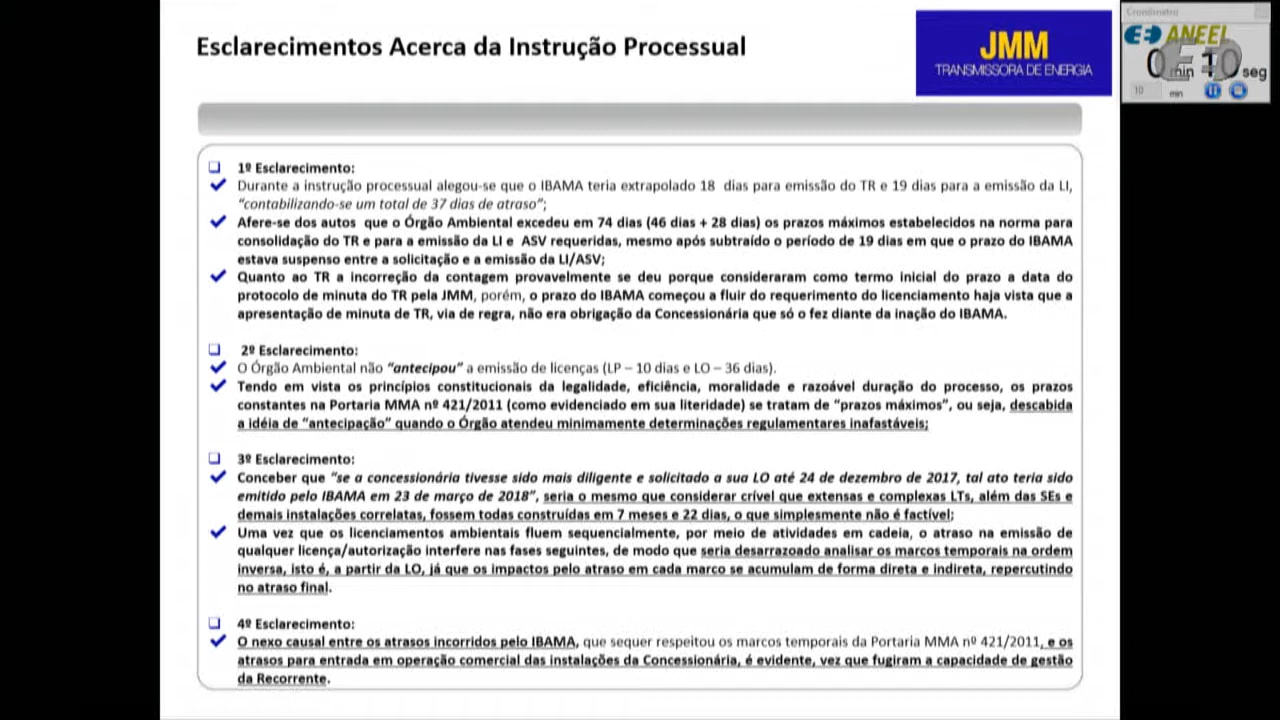 Esclarecimentos Acerca da Instrução Processual
JMM
TRANSMISSORA DE ENERGIA
Cronômetro
ANEEL
0 min 10 seg
10 min
1º Esclarecimento:
Durante a instrução processual alegou-se que o IBAMA teria extrapolado 18 dias para emissão do TR e 19 dias para a emissão da LI,
"contabilizando-se um total de 37 dias de atraso";
Afere-se dos autos que o Órgão Ambiental excedeu em 74 dias (46 dias + 28 dias) os prazos máximos estabelecidos na norma para
consolidação do TR e para a emissão da LI e ASV requeridas, mesmo após subtraído o período de 19 dias em que o prazo do IBAMA
estava suspenso entre a solicitação e a emissão da LI/ASV;
Quanto ao TR a incorreção da contagem provavelmente se deu porque consideraram como termo inicial do prazo a data do
protocolo de minuta do TR pela JMM, porém, o prazo do IBAMA começou a fluir do requerimento do licenciamento haja vista que a
apresentação de minuta de TR, via de regra, não era obrigação da Concessionária que só o fez diante da inação do IBAMA.
2º Esclarecimento:
O Órgão Ambiental não "antecipou" a emissão de licenças (LP – 10 dias e LO – 36 dias).
Tendo em vista os princípios constitucionais da legalidade, eficiência, moralidade e razoável duração do processo, os prazos
constantes na Portaria MMA nº 421/2011 (como evidenciado em sua literidade) se tratam de "prazos máximos", ou seja, descabida
a idéia de "antecipação" quando o Órgão atendeu minimamente determinações regulamentares inafastáveis;
3º Esclarecimento:
Conceber que "se a concessionária tivesse sido mais diligente e solicitado a sua LO até 24 de dezembro de 2017, tal ato teria sido
emitido pelo IBAMA em 23 de março de 2018", seria o mesmo que considerar crível que extensas e complexas LTs, além das SEs e
demais instalações correlatas, fossem todas construídas em 7 meses e 22 dias, o que simplesmente não é factível;
Uma vez que os licenciamentos ambientais fluem sequencialmente, por meio de atividades em cadeia, o atraso na emissão de
qualquer licença/autorização interfere nas fases seguintes, de modo que seria desarrazoado analisar os marcos temporais na ordem
inversa, isto é, a partir da LO, já que os impactos pelo atraso em cada marco se acumulam de forma direta e indireta, repercutindo
no atraso final.
4º Esclarecimento:
O nexo causal entre os atrasos incorridos pelo IBAMA, que sequer respeitou os marcos temporais da Portaria MMA nº 421/2011, e os
atrasos para entrada em operação comercial das instalações da Concessionária, é evidente, vez que fugiram a capacidade de gestão
da Recorrente.